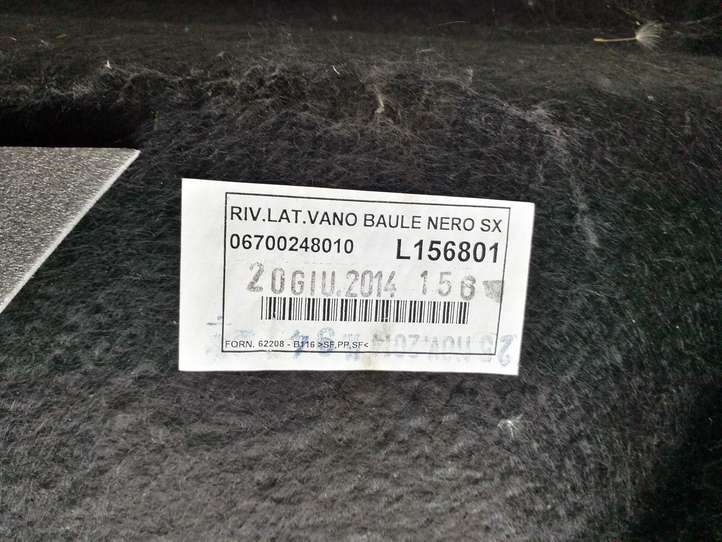 RIV.LAT.VANO BAULE NERO SX
06700248010 L156801
20GIU.2014 156
FORN. 62208 - B116 >SF,PP,SF<